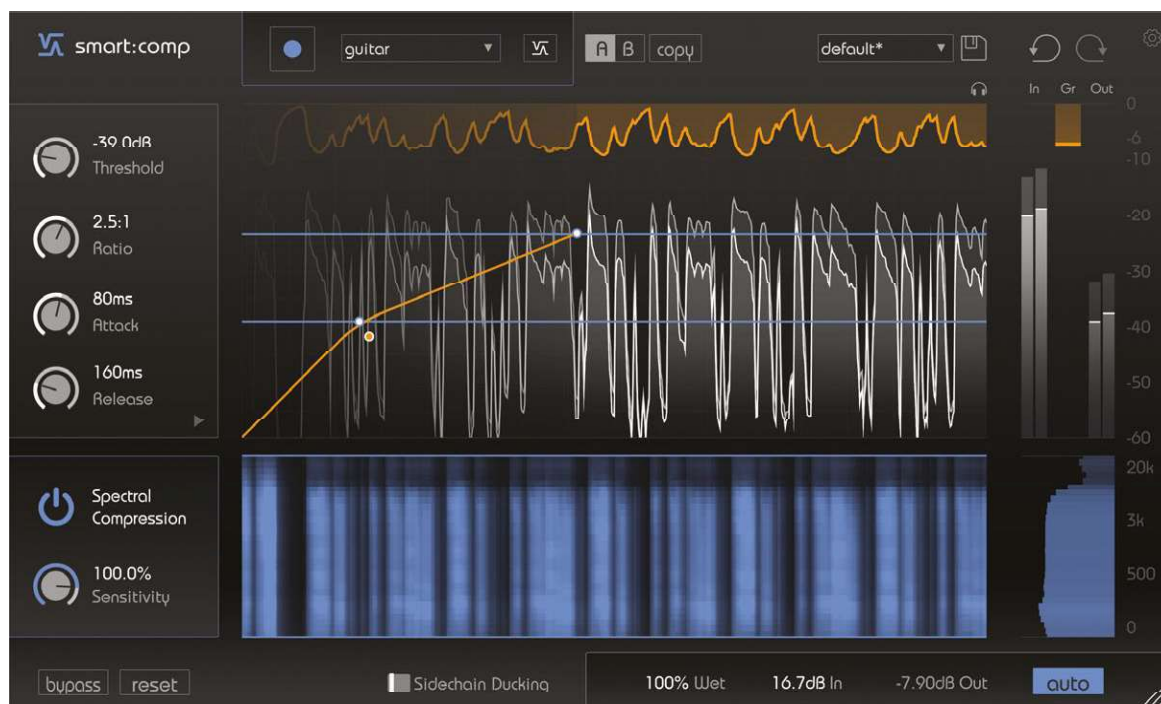 smart:comp
guitar
A B copy
default*
In Gr Out
0
-6
-10
-20
-30
-40
-50
-60
-39.0dB
Threshold
2.5:1
Ratio
80ms
Attack
160ms
Release
Spectral
Compression
100.0%
Sensitivity
20k
3k
500
0
bypass reset
Sidechain Ducking
100% Wet 16.7dB In -7.90dB Out
auto